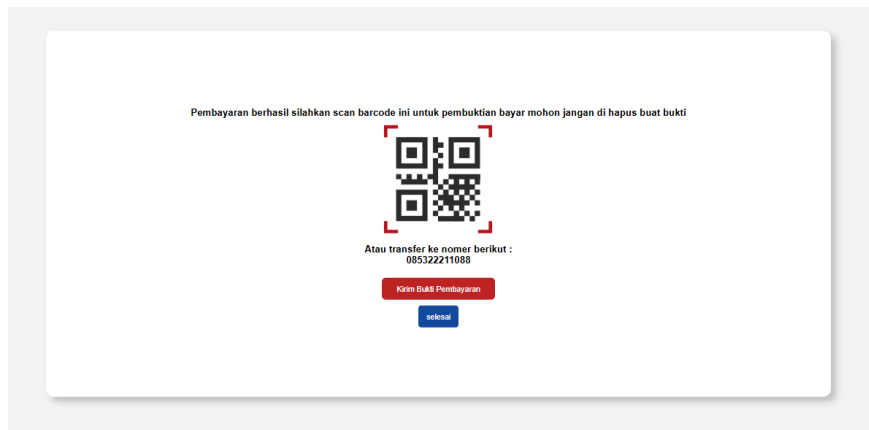 Pembayaran berhasil silahkan scan barcode ini untuk pembuktian bayar mohon jangan di hapus buat bukti
Atau transfer ke nomer berikut :
085322211088
Kirim Bukti Pembayaran
selesai